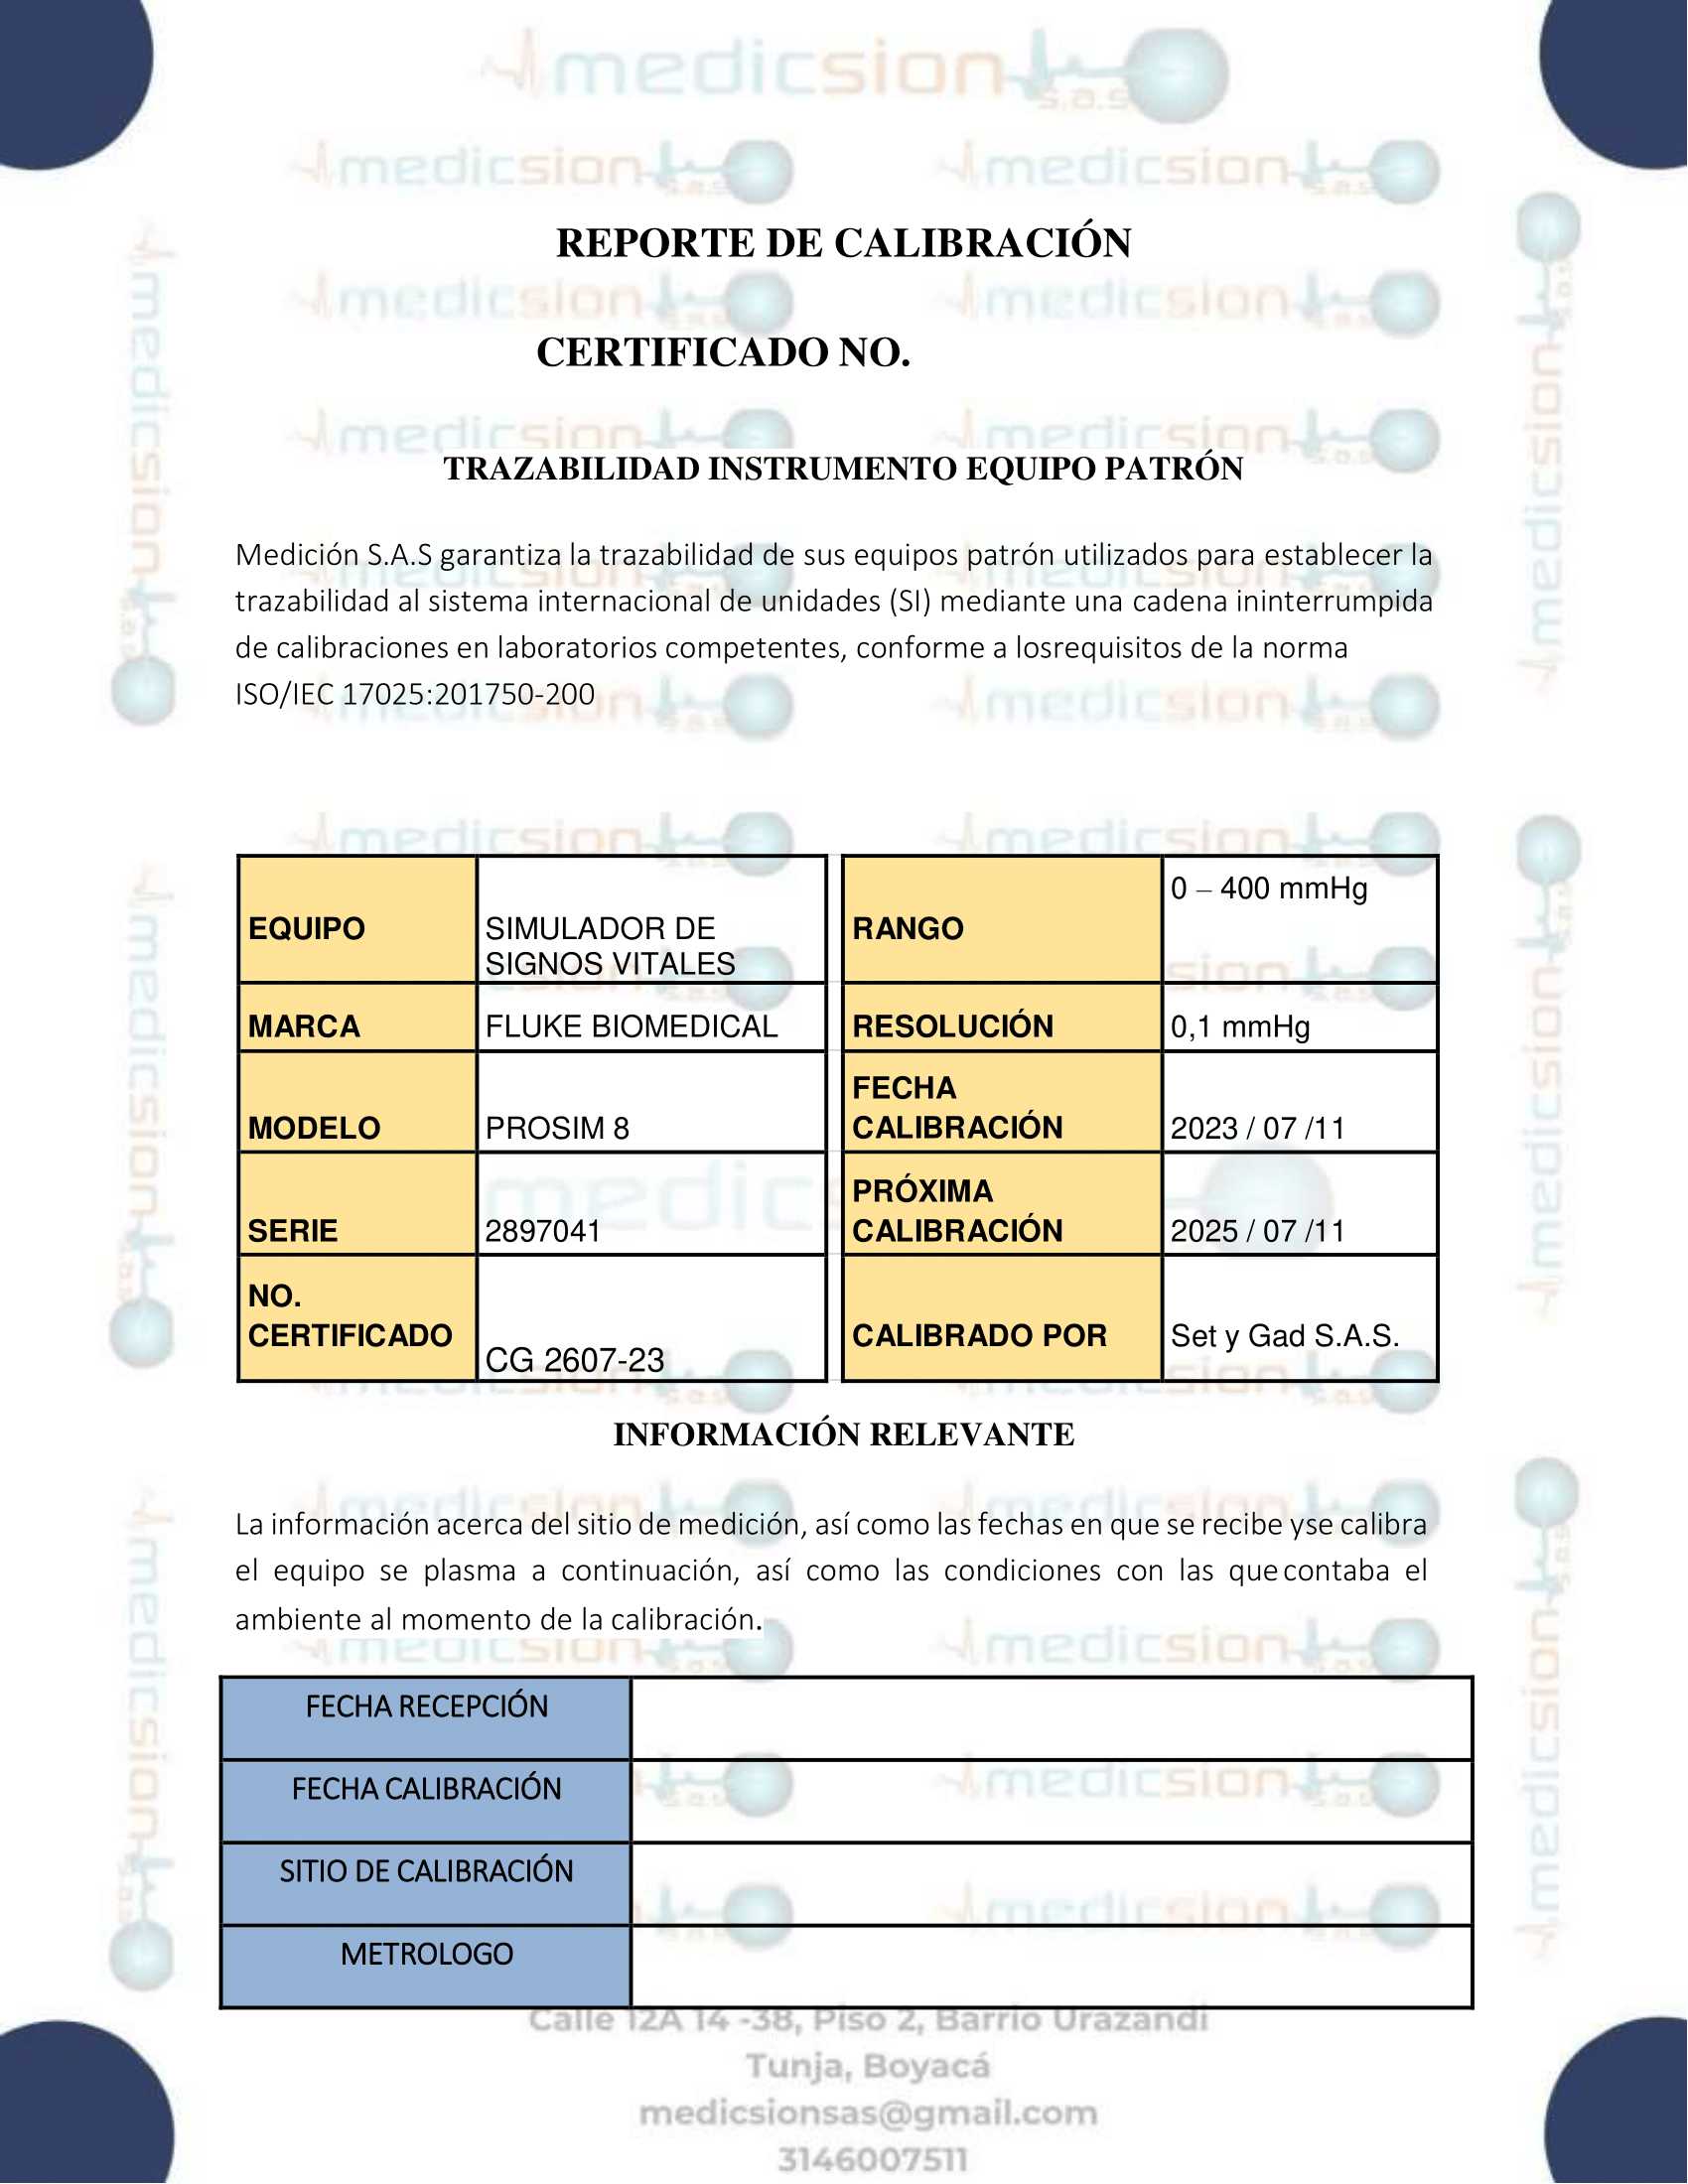 medicsion s.a.s
REPORTE DE CALIBRACIÓN
CERTIFICADO NO.
TRAZABILIDAD INSTRUMENTO EQUIPO PATRÓN
Medición S.A.S garantiza la trazabilidad de sus equipos patrón utilizados para establecer la
trazabilidad al sistema internacional de unidades (SI) mediante una cadena ininterrumpida
de calibraciones en laboratorios competentes, conforme a losrequisitos de la norma
ISO/IEC 17025:201750-200
EQUIPO SIMULADOR DE SIGNOS VITALES RANGO 0 – 400 mmHg
MARCA FLUKE BIOMEDICAL RESOLUCIÓN 0,1 mmHg
MODELO PROSIM 8 FECHA CALIBRACIÓN 2023 / 07 /11
SERIE 2897041 PRÓXIMA CALIBRACIÓN 2025 / 07 /11
NO. CERTIFICADO CG 2607-23 CALIBRADO POR Set y Gad S.A.S.
INFORMACIÓN RELEVANTE
La información acerca del sitio de medición, así como las fechas en que se recibe yse calibra
el equipo se plasma a continuación, así como las condiciones con las que contaba el
ambiente al momento de la calibración.
FECHA RECEPCIÓN
FECHA CALIBRACIÓN
SITIO DE CALIBRACIÓN
METROLOGO
Calle 12A 14 -38, Piso 2, Barrio Urazandi
Tunja, Boyacá
medicsionsas@gmail.com
3146007511